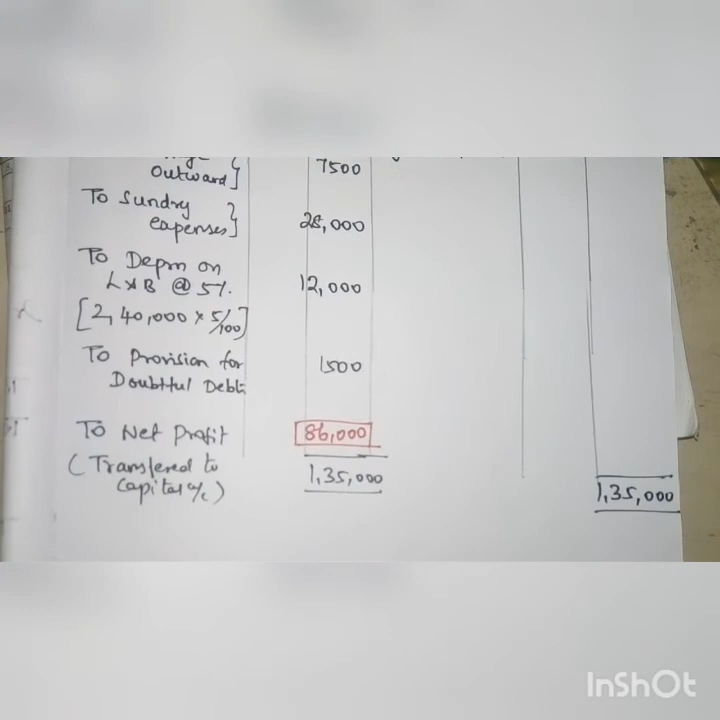 Outward] 7500
To Sundry }
expenses] 28,000
To Depm on
L&B @ 5%. 12,000
[2,40,000 × 5/100]
To Provision for 1500
Doubtful Debts
To Net Profit 86,000
(Transfered to 1,35,000 1,35,000
Capital a/c)
InShOt